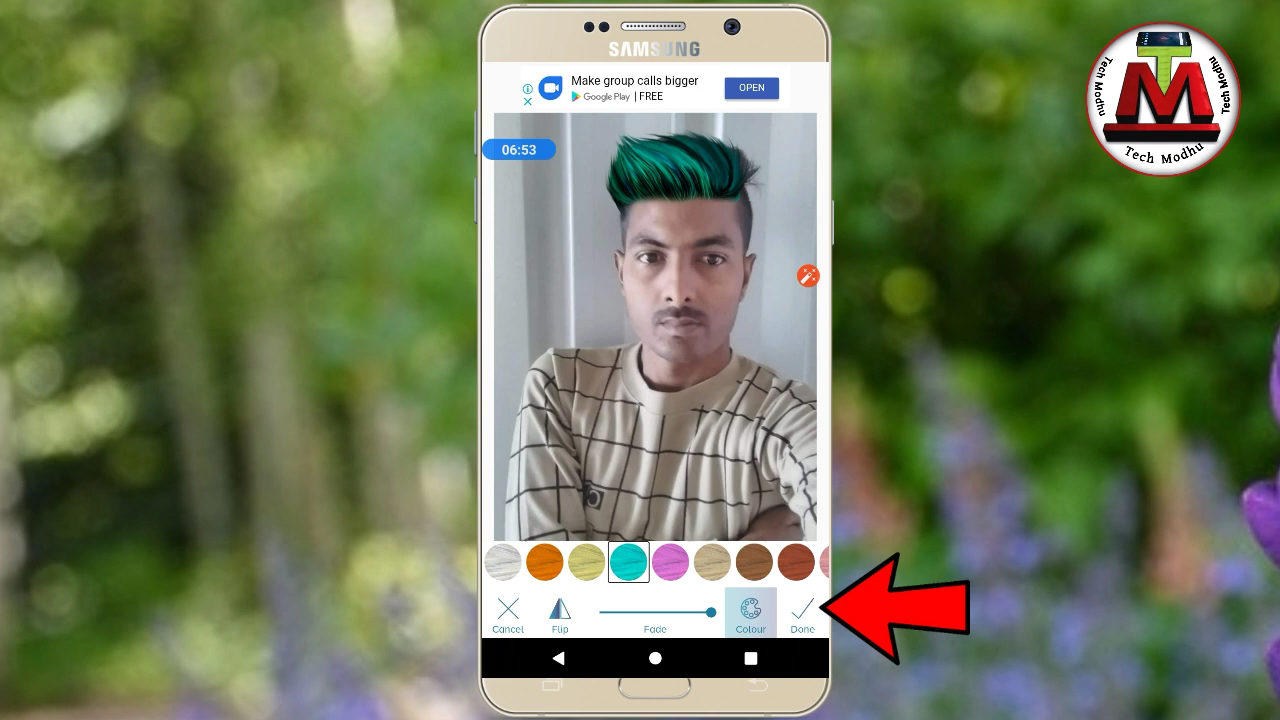 SAMSUNG
Make group calls bigger
Google Play | FREE
OPEN
06:53
Cancel
Flip
Fade
Colour
Done
Tech Modhu
Tech Modhu
Tech Modhu
TM